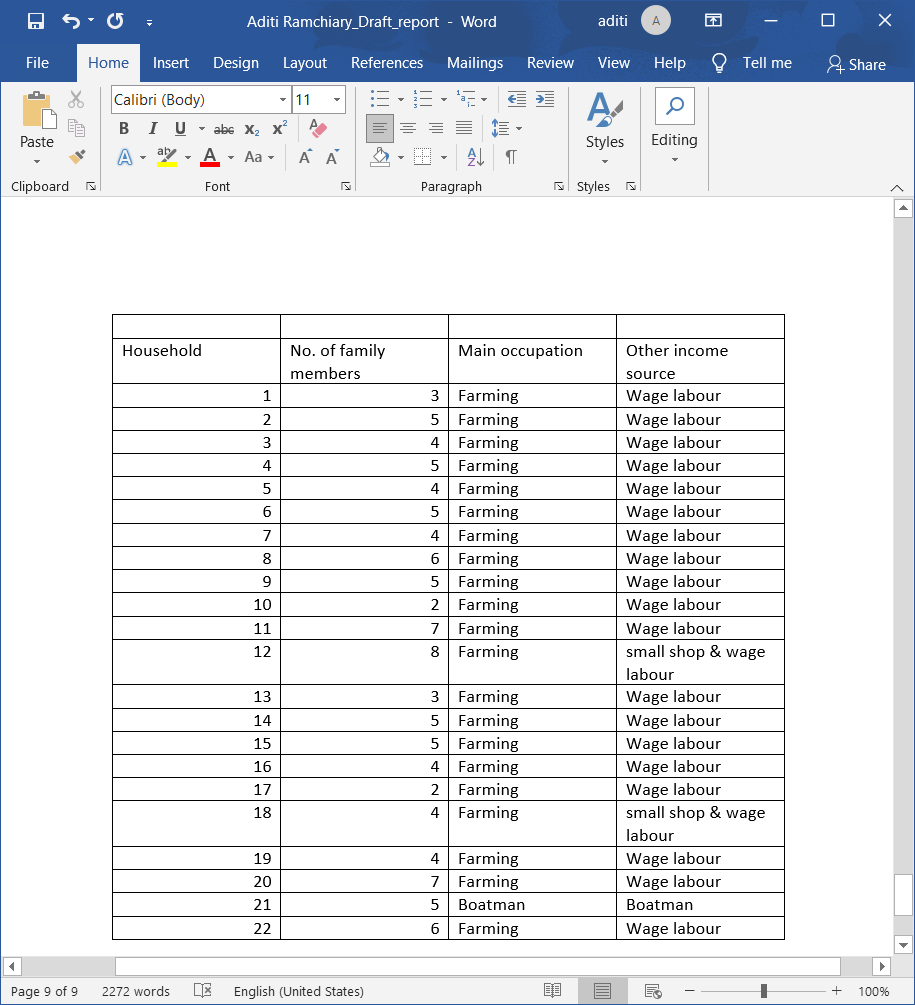 Aditi Ramchiary_Draft_report - Word aditi A
File Home Insert Design Layout References Mailings Review View Help Tell me Share
Calibri (Body) 11
B I U abc X₂ X²
Paste Styles Editing
A ab A Aa A A A Z ¶
Clipboard Font Paragraph Styles
Household No. of family members Main occupation Other income source
1 3 Farming Wage labour
2 5 Farming Wage labour
3 4 Farming Wage labour
4 5 Farming Wage labour
5 4 Farming Wage labour
6 5 Farming Wage labour
7 4 Farming Wage labour
8 6 Farming Wage labour
9 5 Farming Wage labour
10 2 Farming Wage labour
11 7 Farming Wage labour
12 8 Farming small shop & wage labour
13 3 Farming Wage labour
14 5 Farming Wage labour
15 5 Farming Wage labour
16 4 Farming Wage labour
17 2 Farming Wage labour
18 4 Farming small shop & wage labour
19 4 Farming Wage labour
20 7 Farming Wage labour
21 5 Boatman Boatman
22 6 Farming Wage labour
Page 9 of 9 2272 words English (United States) 100%